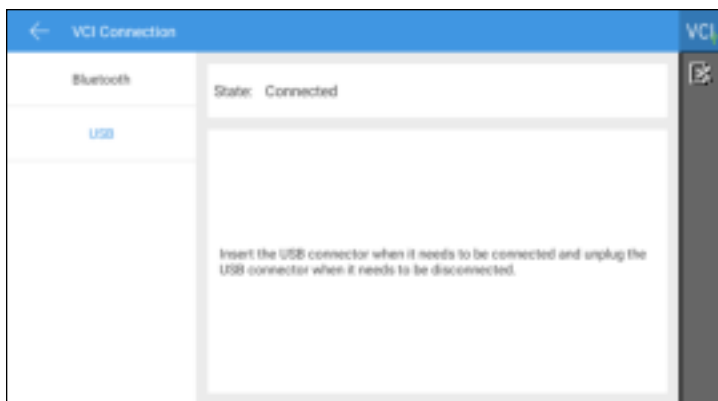 VCI Connection
VCI
Bluetooth
State: Connected
USB
Insert the USB connector when it needs to be connected and unplug the
USB connector when it needs to be disconnected.